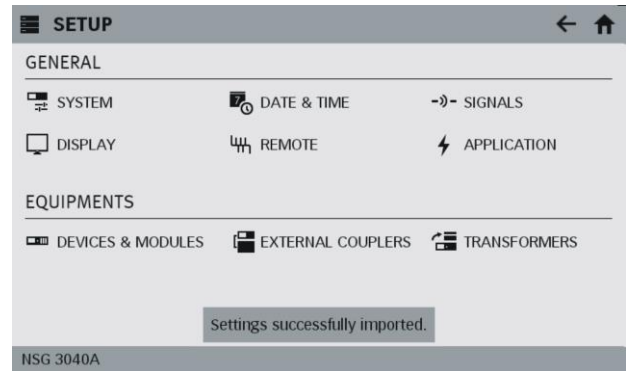 SETUP
GENERAL
SYSTEM
7
DATE & TIME
SIGNALS
DISPLAY
REMOTE
APPLICATION
EQUIPMENTS
DEVICES & MODULES
EXTERNAL COUPLERS
TRANSFORMERS
Settings successfully imported.
NSG 3040A